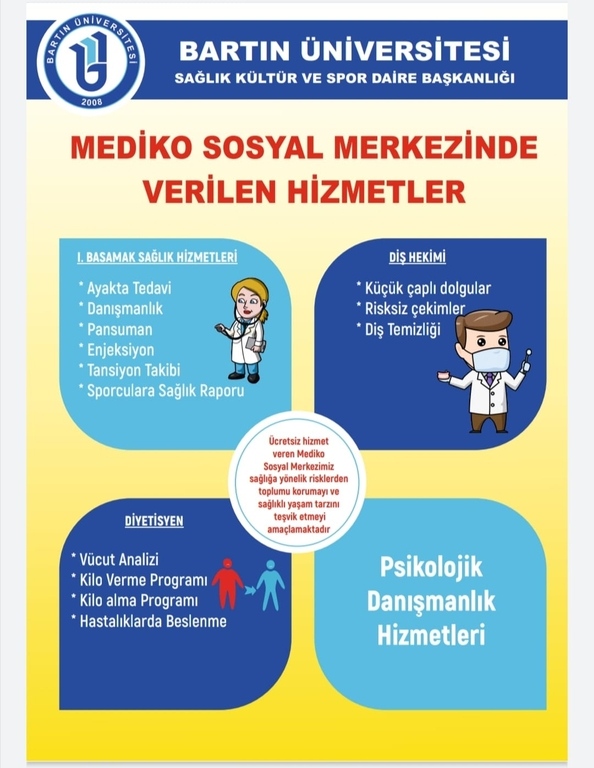 BARTIN ÜNİVERSİTESİ
2008
BARTIN ÜNİVERSİTESİ
SAĞLIK KÜLTÜR VE SPOR DAİRE BAŞKANLIĞI
MEDİKO SOSYAL MERKEZİNDE
VERİLEN HİZMETLER
I. BASAMAK SAĞLIK HİZMETLERİ
* Ayakta Tedavi
* Danışmanlık
* Pansuman
* Enjeksiyon
* Tansiyon Takibi
* Sporculara Sağlık Raporu
DİŞ HEKİMİ
* Küçük çaplı dolgular
* Risksiz çekimler
* Diş Temizliği
Ücretsiz hizmet
veren Mediko
Sosyal Merkezimiz
sağlığa yönelik risklerden
toplumu korumayı ve
sağlıklı yaşam tarzını
teşvik etmeyi
amaçlamaktadır
DİYETİSYEN
* Vücut Analizi
* Kilo Verme Programı
* Kilo alma Programı
* Hastalıklarda Beslenme
Psikolojik
Danışmanlık
Hizmetleri